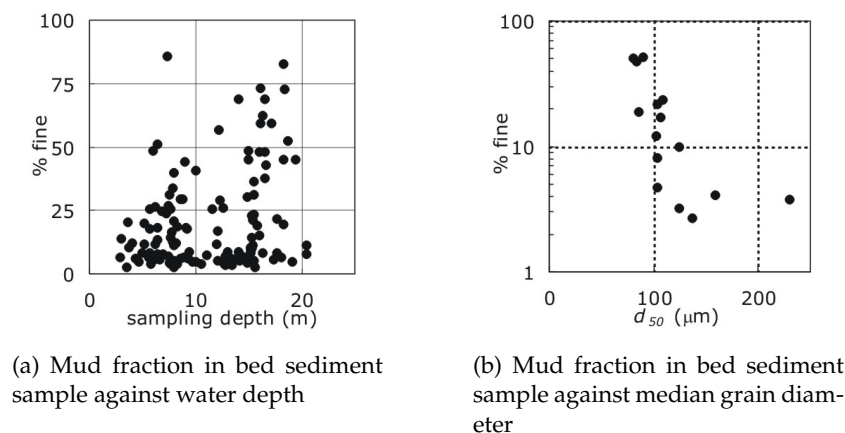 100
75
50
25
0
% fine
0 10 20
sampling depth (m)
(a) Mud fraction in bed sediment
sample against water depth
100
10
1
% fine
0 100 200
d50 (μm)
(b) Mud fraction in bed sediment
sample against median grain diam-
eter